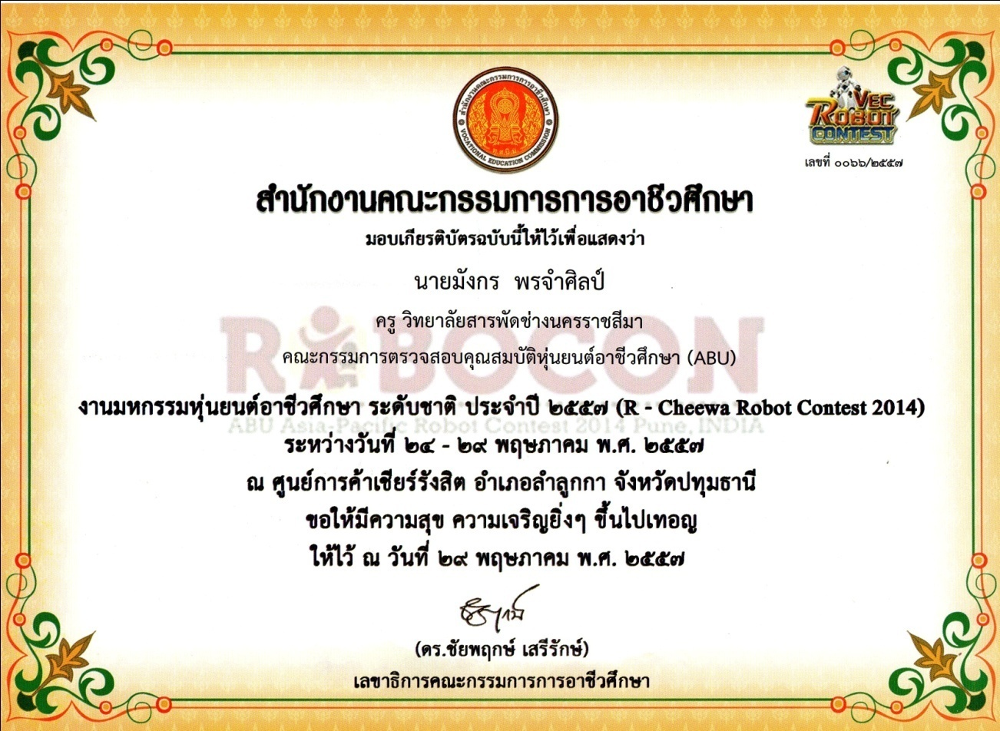 สำนักงานคณะกรรมการการอาชีวศึกษา
VOCATIONAL EDUCATION COMMISSION
VEC
ROBOT
CONTEST
เลขที่ ๐๐๖๖/๒๕๕๗
สำนักงานคณะกรรมการการอาชีวศึกษา
มอบเกียรติบัตรฉบับนี้ให้ไว้เพื่อแสดงว่า
นายมังกร พรจำศิลป์
ครู วิทยาลัยสารพัดช่างนครราชสีมา
ROBOCON
คณะกรรมการตรวจสอบคุณสมบัติหุ่นยนต์อาชีวศึกษา (ABU)
งานมหกรรมหุ่นยนต์อาชีวศึกษา ระดับชาติ ประจำปี ๒๕๕๗ (R - Cheewa Robot Contest 2014)
ABU Asia-Pacific Robot Contest 2014 Pune, INDIA
ระหว่างวันที่ ๒๔ - ๒๙ พฤษภาคม พ.ศ. ๒๕๕๗
ณ ศูนย์การค้าเซียร์รังสิต อำเภอลำลูกกา จังหวัดปทุมธานี
ขอให้มีความสุข ความเจริญยิ่งๆ ขึ้นไปเทอญ
ให้ไว้ ณ วันที่ ๒๙ พฤษภาคม พ.ศ. ๒๕๕๗
(ดร.ชัยพฤกษ์ เสรีรักษ์)
เลขาธิการคณะกรรมการการอาชีวศึกษา